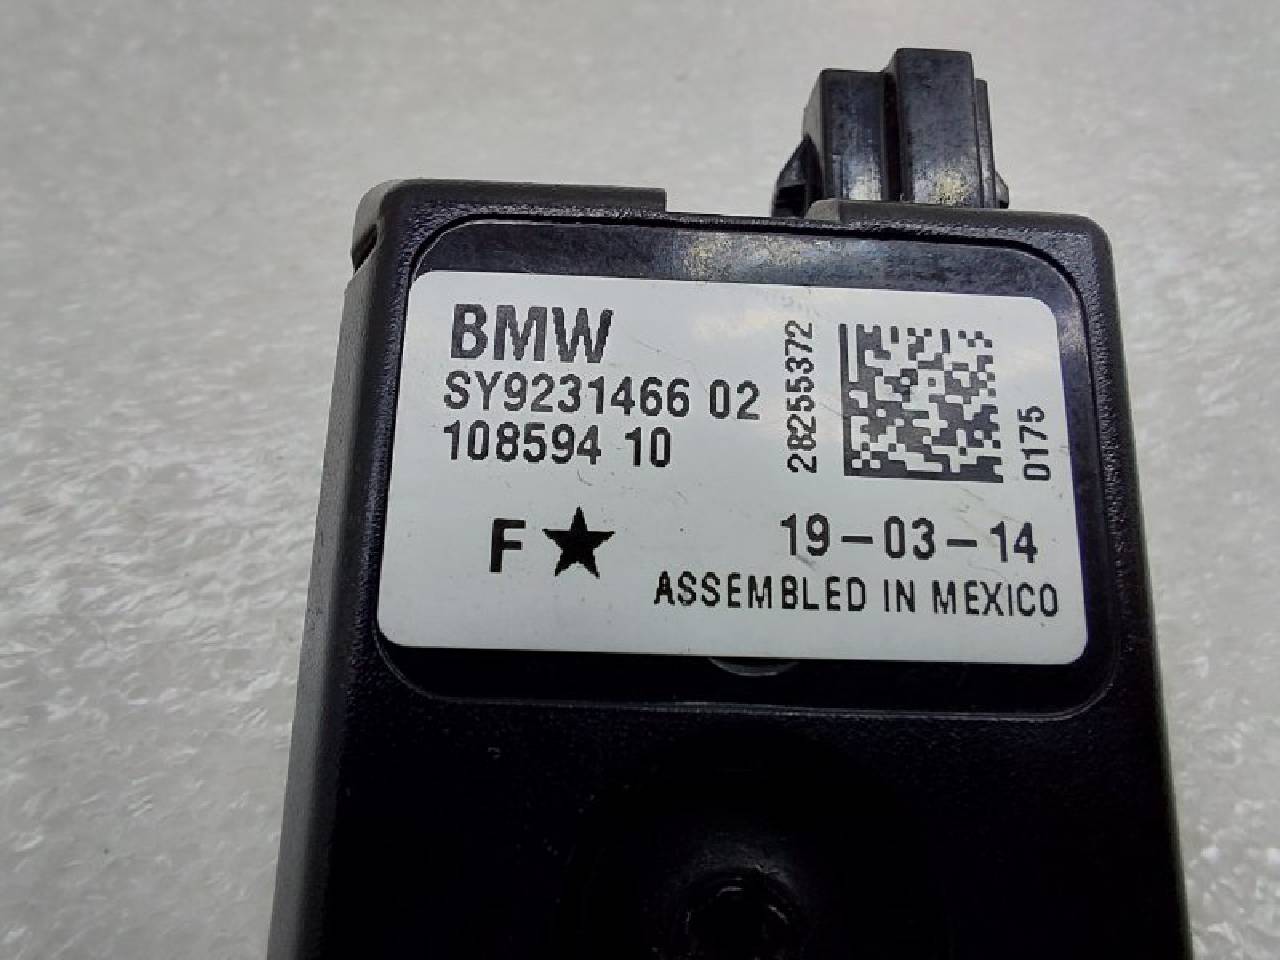 BMW
SY9231466 02
108594 10
28255372
0175
F★
19-03-14
ASSEMBLED IN MEXICO